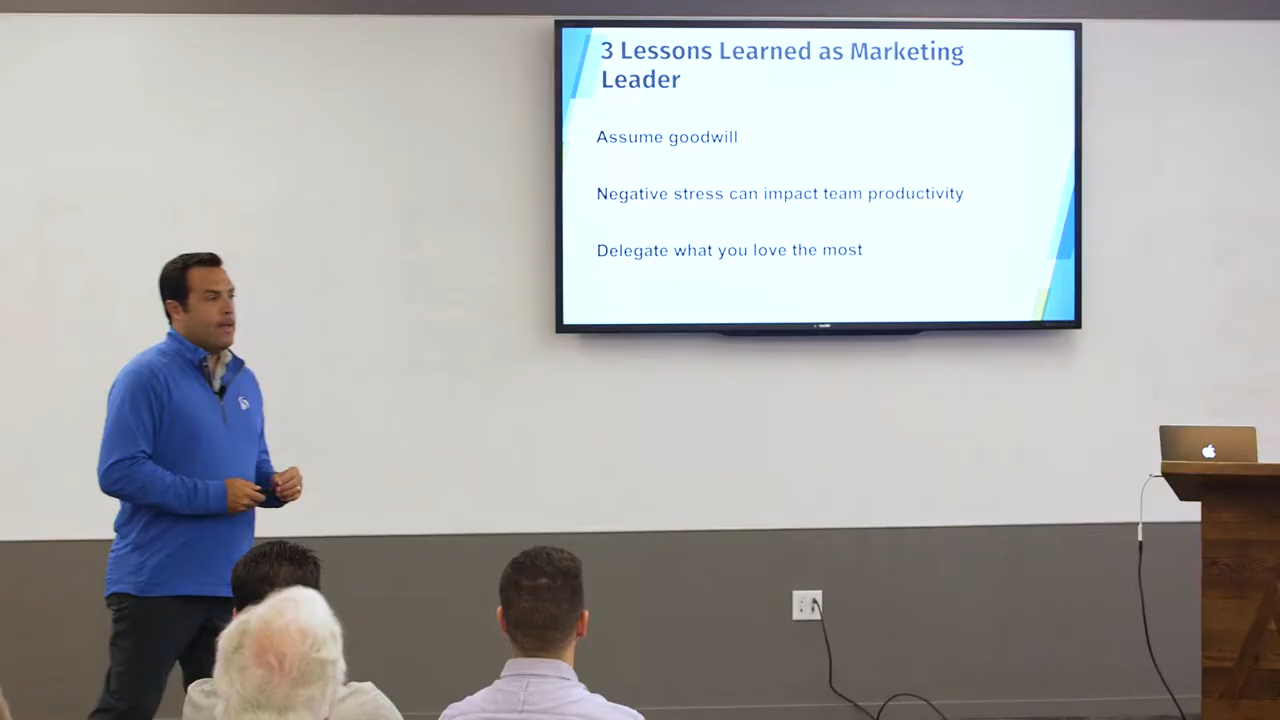 3 Lessons Learned as Marketing
Leader
Assume goodwill
Negative stress can impact team productivity
Delegate what you love the most